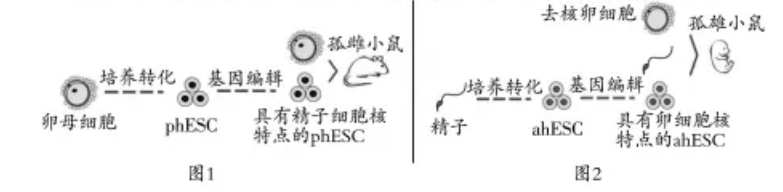 培养转化
基因编辑
孤雌小鼠
卵母细胞
phESC
具有精子细胞核
特点的phESC
图1
去核卵细胞
孤雄小鼠
培养转化
基因编辑
精子
ahESC
具有卵细胞核
特点的ahESC
图2